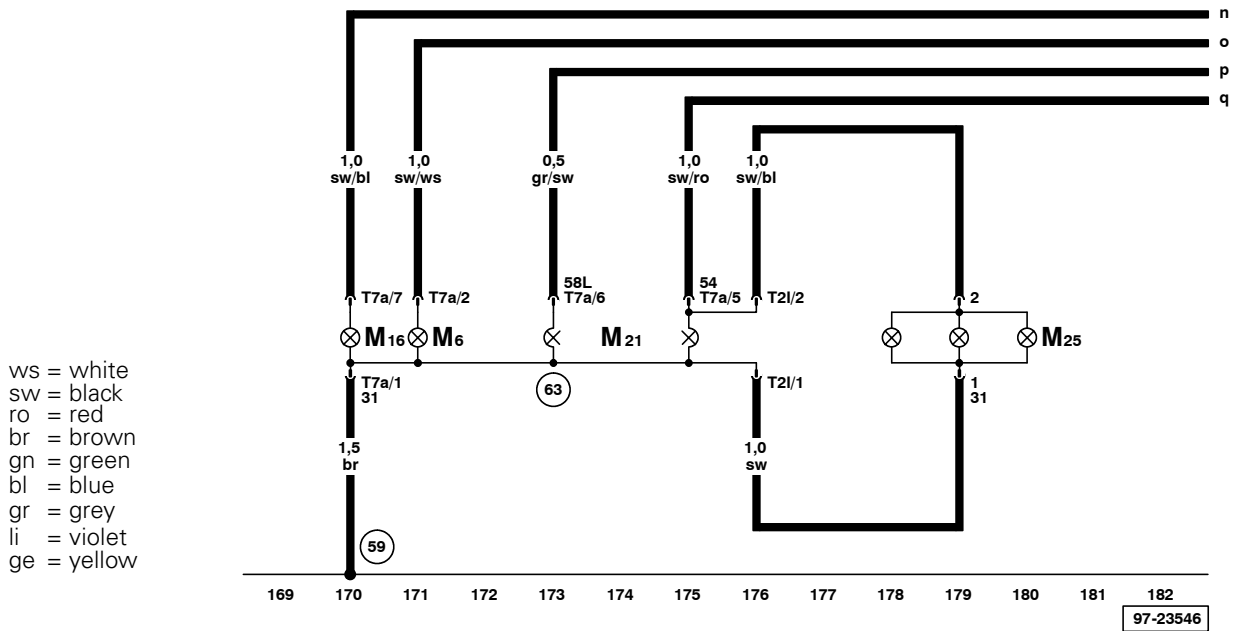 n
o
p
q
1,0 1,0 0,5 1,0 1,0
sw/bl sw/ws gr/sw sw/ro sw/bl
58L 54
T7a/7 T7a/2 T7a/6 T7a/5 T2l/2 2
M16 M6 M21 M25
T7a/1 63 T2l/1 1
31 31
1,5 1,0
br sw
59
ws = white
sw = black
ro = red
br = brown
gn = green
bl = blue
gr = grey
li = violet
ge = yellow
169 170 171 172 173 174 175 176 177 178 179 180 181 182
97-23546